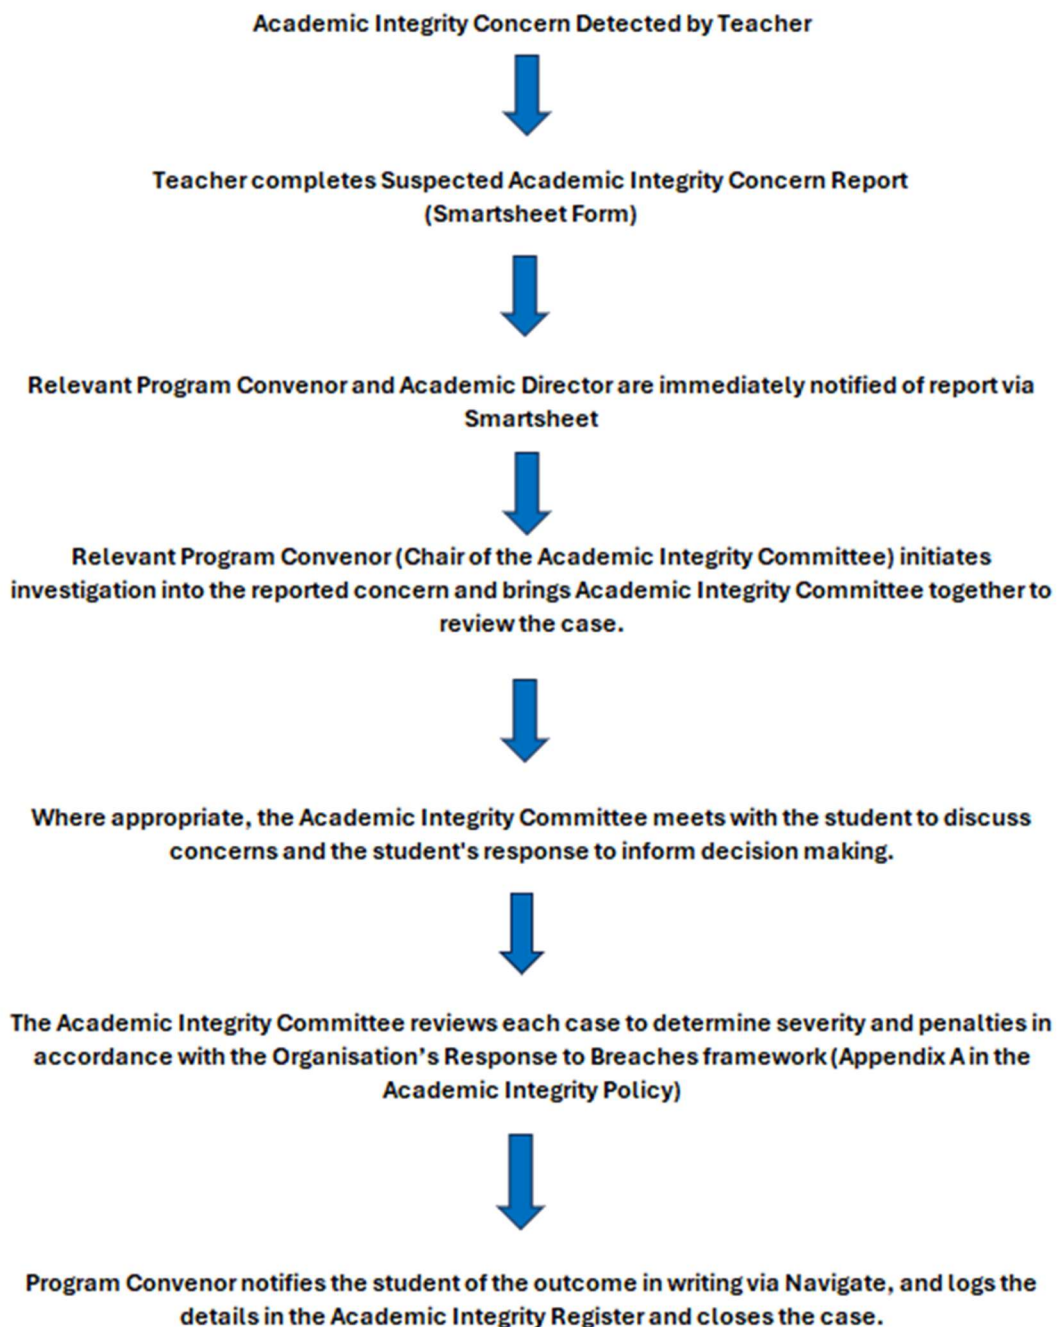 Academic Integrity Concern Detected by Teacher
Teacher completes Suspected Academic Integrity Concern Report
(Smartsheet Form)
Relevant Program Convenor and Academic Director are immediately notified of report via
Smartsheet
Relevant Program Convenor (Chair of the Academic Integrity Committee) initiates
investigation into the reported concern and brings Academic Integrity Committee together to
review the case.
Where appropriate, the Academic Integrity Committee meets with the student to discuss
concerns and the student's response to inform decision making.
The Academic Integrity Committee reviews each case to determine severity and penalties in
accordance with the Organisation’s Response to Breaches framework (Appendix A in the
Academic Integrity Policy)
Program Convenor notifies the student of the outcome in writing via Navigate, and logs the
details in the Academic Integrity Register and closes the case.